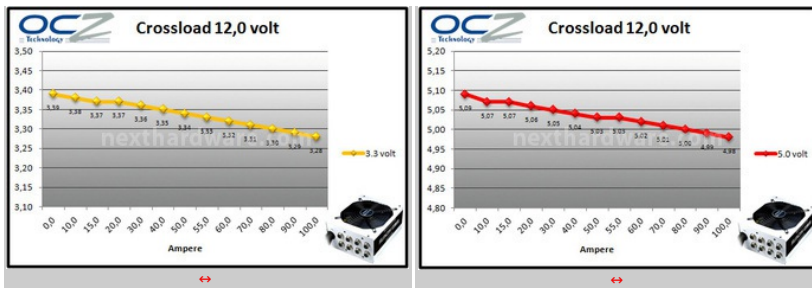 OCZ Technology
Crossload 12,0 volt
3,50
3,45
3,40
3,35
3,30
3,25
3,20
3,15
3,10
3,39 3,38 3,37 3,37 3,36 3,35 3,34 3,33 3,32 3,31 3,30 3,29 3,28
nexthardware.com
3.3 volt
0,0 10,0 15,0 20,0 30,0 40,0 50,0 55,0 60,0 70,0 80,0 90,0 100,0
Ampere
OCZ Technology
Crossload 12,0 volt
5,20
5,15
5,10
5,05
5,00
4,95
4,90
4,85
4,80
5,09 5,07 5,07 5,06 5,05 5,04 5,03 5,03 5,02 5,01 5,00 4,99 4,98
nexthardware.com
5.0 volt
0,0 10,0 15,0 20,0 30,0 40,0 50,0 55,0 60,0 70,0 80,0 90,0 100,0
Ampere